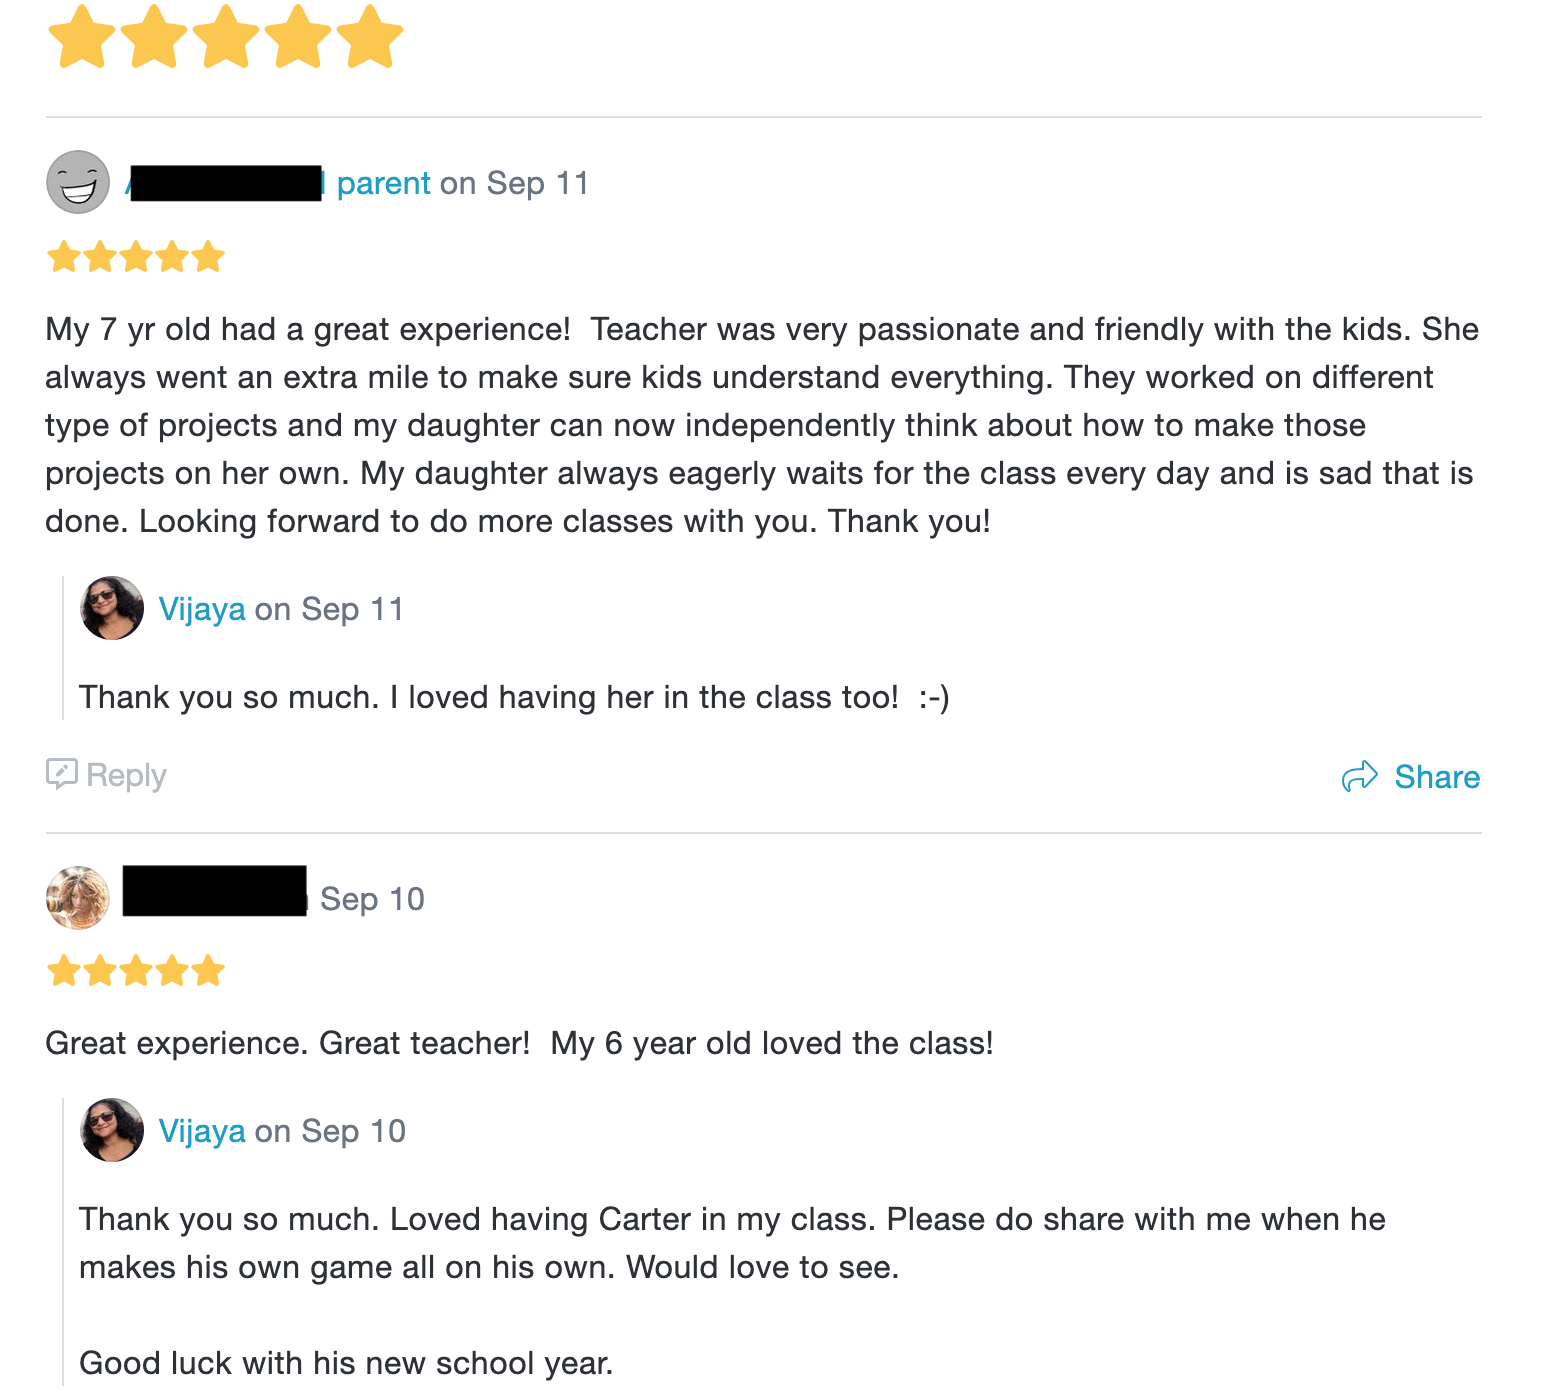 parent on Sep 11
My 7 yr old had a great experience!  Teacher was very passionate and friendly with the kids. She
always went an extra mile to make sure kids understand everything. They worked on different
type of projects and my daughter can now independently think about how to make those
projects on her own. My daughter always eagerly waits for the class every day and is sad that is
done. Looking forward to do more classes with you. Thank you!
Vijaya on Sep 11
Thank you so much. I loved having her in the class too!  :-)
Reply
Share
Sep 10
Great experience. Great teacher!  My 6 year old loved the class!
Vijaya on Sep 10
Thank you so much. Loved having Carter in my class. Please do share with me when he
makes his own game all on his own. Would love to see.
Good luck with his new school year.